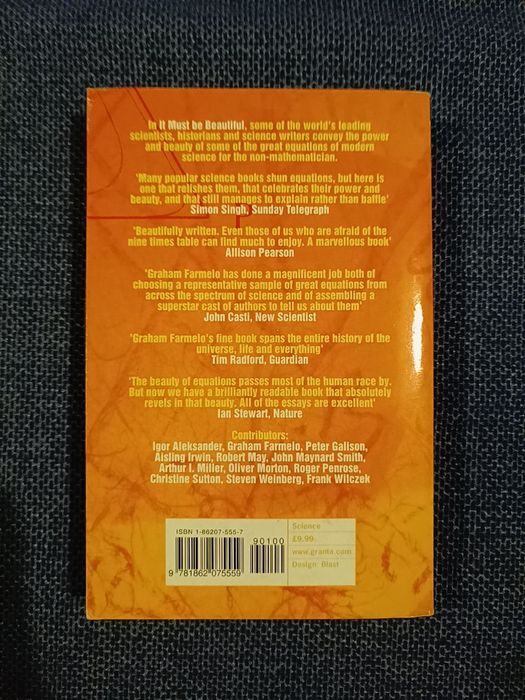 In It Must be Beautiful, some of the world's leading
scientists, historians and science writers convey the power
and beauty of some of the great equations of modern
science for the non-mathematician.
'Many popular science books shun equations, but here is
one that relishes them, that celebrates their power and
beauty, and that still manages to explain rather than baffle'
Simon Singh, Sunday Telegraph
'Beautifully written. Even those of us who are afraid of the
nine times table can find much to enjoy. A marvellous book'
Allison Pearson
'Graham Farmelo has done a magnificent job both of
choosing a representative sample of great equations from
across the spectrum of science and of assembling a
superstar cast of authors to tell us about them'
John Casti, New Scientist
'Graham Farmelo's fine book spans the entire history of the
universe, life and everything'
Tim Radford, Guardian
'The beauty of equations passes most of the human race by.
But now we have a brilliantly readable book that absolutely
revels in that beauty. All of the essays are excellent'
Ian Stewart, Nature
Contributors:
Igor Aleksander, Graham Farmelo, Peter Galison,
Aisling Irwin, Robert May, John Maynard Smith,
Arthur I. Miller, Oliver Morton, Roger Penrose,
Christine Sutton, Steven Weinberg, Frank Wilczek
ISBN 1-86207-555-7
90100
9 781862 075559
Science
£9.99
www.granta.com
Design: Blast